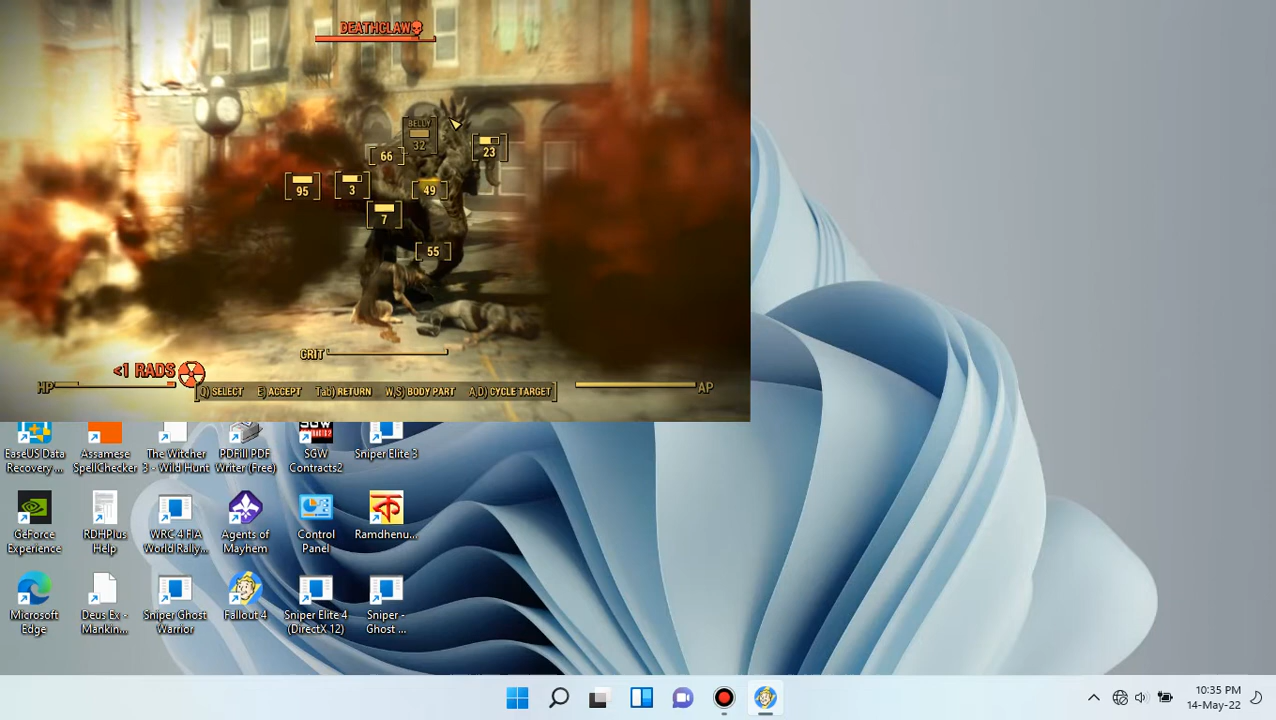 DEATHCLAW
BELLY
32
23
66
95
3
49
7
55
CRIT
<1 RADS
HP
Q) SELECT E) ACCEPT Tab) RETURN W,S) BODY PART A,D) CYCLE TARGET
AP
EaseUS Data
Recovery ...
Assamese
SpellChecker
The Witcher
3 - Wild Hunt
PDFill PDF
Writer (Free)
SGW
SGW
Contracts2
Sniper Elite 3
GeForce
Experience
RDHPlus
Help
WRC 4 FIA
World Rally...
Agents of
Mayhem
Control
Panel
ক
Ramdhenu...
Microsoft
Edge
Deus Ex -
Mankin...
Sniper Ghost
Warrior
Fallout 4
Sniper Elite 4
(DirectX 12)
Sniper -
Ghost ...
10:35 PM
14-May-22